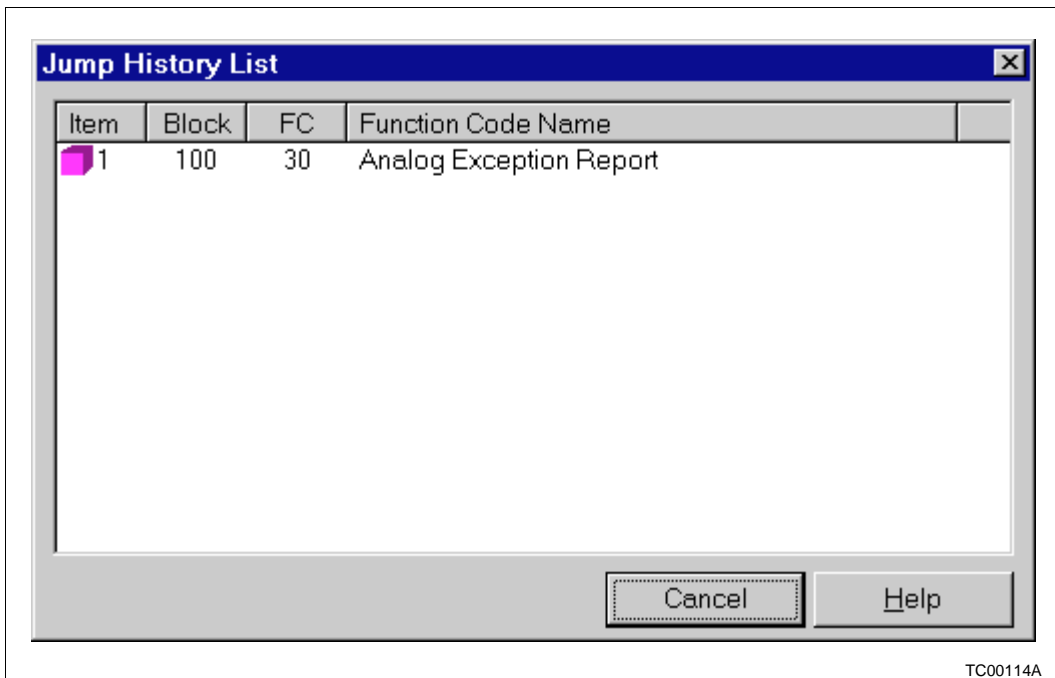 Jump History List
Item Block FC Function Code Name
1 100 30 Analog Exception Report
Cancel Help
TC00114A